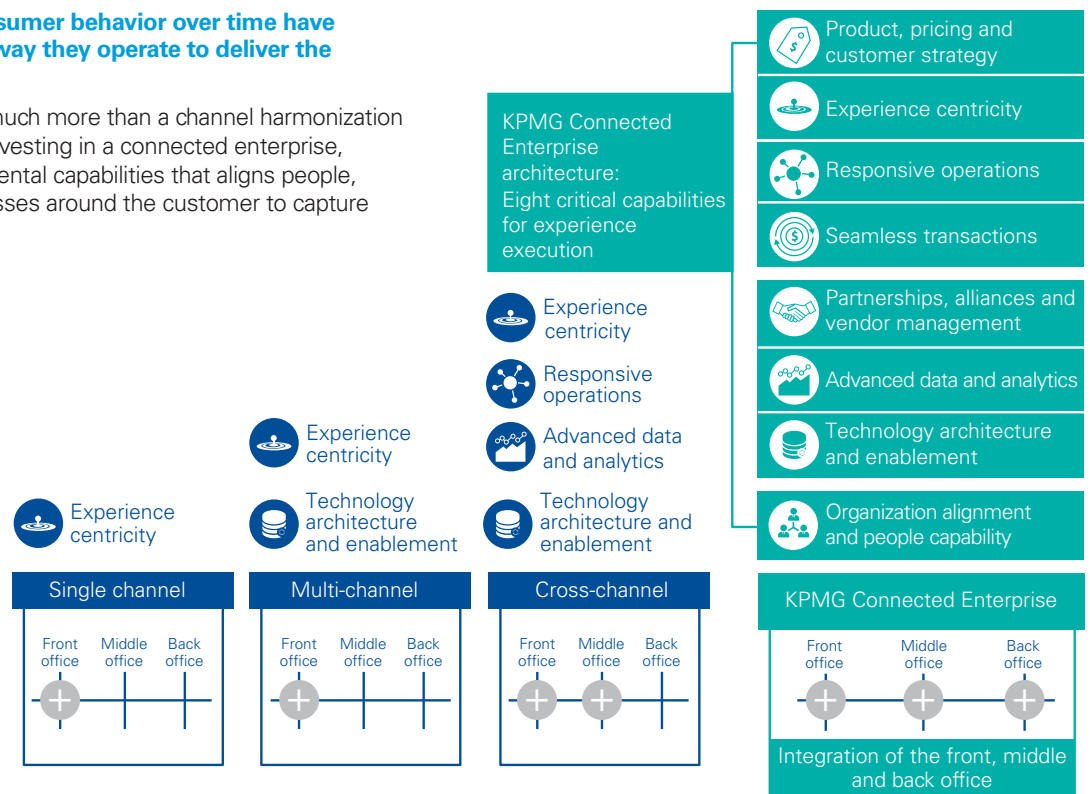 sumer behavior over time have
way they operate to deliver the
much more than a channel harmonization
vesting in a connected enterprise,
ental capabilities that aligns people,
sses around the customer to capture
KPMG Connected
Enterprise
architecture:
Eight critical capabilities
for experience
execution
Product, pricing and
customer strategy
Experience centricity
Responsive operations
Seamless transactions
Partnerships, alliances and
vendor management
Advanced data and analytics
Technology architecture
and enablement
Organization alignment
and people capability
Experience
centricity
Responsive
operations
Advanced data
and analytics
Technology
architecture and
enablement
Experience
centricity
Technology
architecture
and enablement
Experience
centricity
Single channel
Front
office
Middle
office
Back
office
Multi-channel
Front
office
Middle
office
Back
office
Cross-channel
Front
office
Middle
office
Back
office
KPMG Connected Enterprise
Front
office
Middle
office
Back
office
Integration of the front, middle
and back office